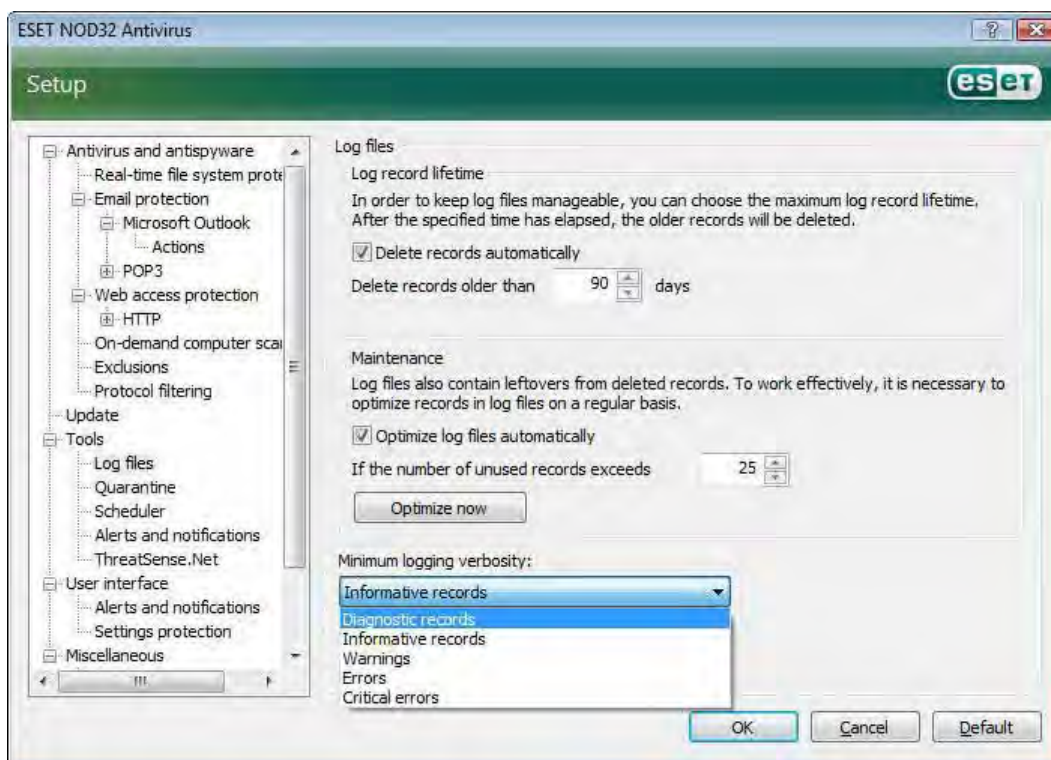 ESET NOD32 Antivirus
Setup
eseT
Antivirus and antispyware
Real-time file system prote
Email protection
Microsoft Outlook
Actions
POP3
Web access protection
HTTP
On-demand computer scan
Exclusions
Protocol filtering
Update
Tools
Log files
Quarantine
Scheduler
Alerts and notifications
ThreatSense.Net
User interface
Alerts and notifications
Settings protection
Miscellaneous
Log files
Log record lifetime
In order to keep log files manageable, you can choose the maximum log record lifetime.
After the specified time has elapsed, the older records will be deleted.
Delete records automatically
Delete records older than 90 days
Maintenance
Log files also contain leftovers from deleted records. To work effectively, it is necessary to
optimize records in log files on a regular basis.
Optimize log files automatically
If the number of unused records exceeds 25
Optimize now
Minimum logging verbosity:
Informative records
Diagnostic records
Informative records
Warnings
Errors
Critical errors
OK Cancel Default